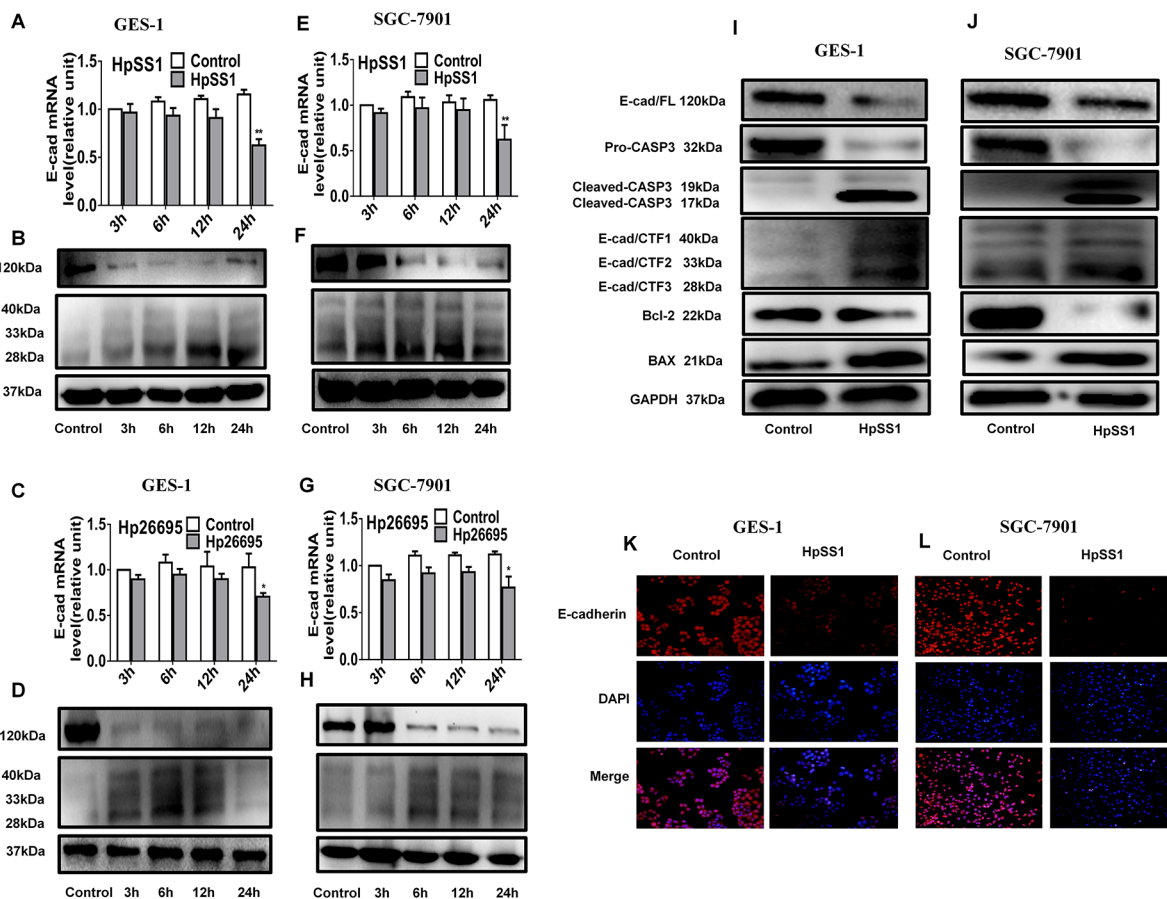 A
GES-1
E-cad mRNA
level(relative unit)
HpSS1
Control
HpSS1
1.5
1.0
0.5
0.0
**
3h
6h
12h
24h
B
120kDa
40kDa
33kDa
28kDa
37kDa
Control 3h 6h 12h 24h
E
SGC-7901
E-cad mRNA
level(relative unit)
HpSS1
Control
HpSS1
1.5
1.0
0.5
0.0
**
3h
6h
12h
24h
F
Control 3h 6h 12h 24h
C
GES-1
E-cad mRNA
level(relative unit)
Hp26695
Control
Hp26695
1.5
1.0
0.5
0.0
*
3h
6h
12h
24h
D
120kDa
40kDa
33kDa
28kDa
37kDa
Control 3h 6h 12h 24h
G
SGC-7901
E-cad mRNA
level(relative unit)
Hp26695
Control
Hp26695
1.5
1.0
0.5
0.0
*
3h
6h
12h
24h
H
Control 3h 6h 12h 24h
I
GES-1
J
SGC-7901
E-cad/FL 120kDa
Pro-CASP3 32kDa
Cleaved-CASP3 19kDa
Cleaved-CASP3 17kDa
E-cad/CTF1 40kDa
E-cad/CTF2 33kDa
E-cad/CTF3 28kDa
Bcl-2 22kDa
BAX 21kDa
GAPDH 37kDa
Control HpSS1
Control HpSS1
K
GES-1
Control HpSS1
L
SGC-7901
Control HpSS1
E-cadherin
DAPI
Merge